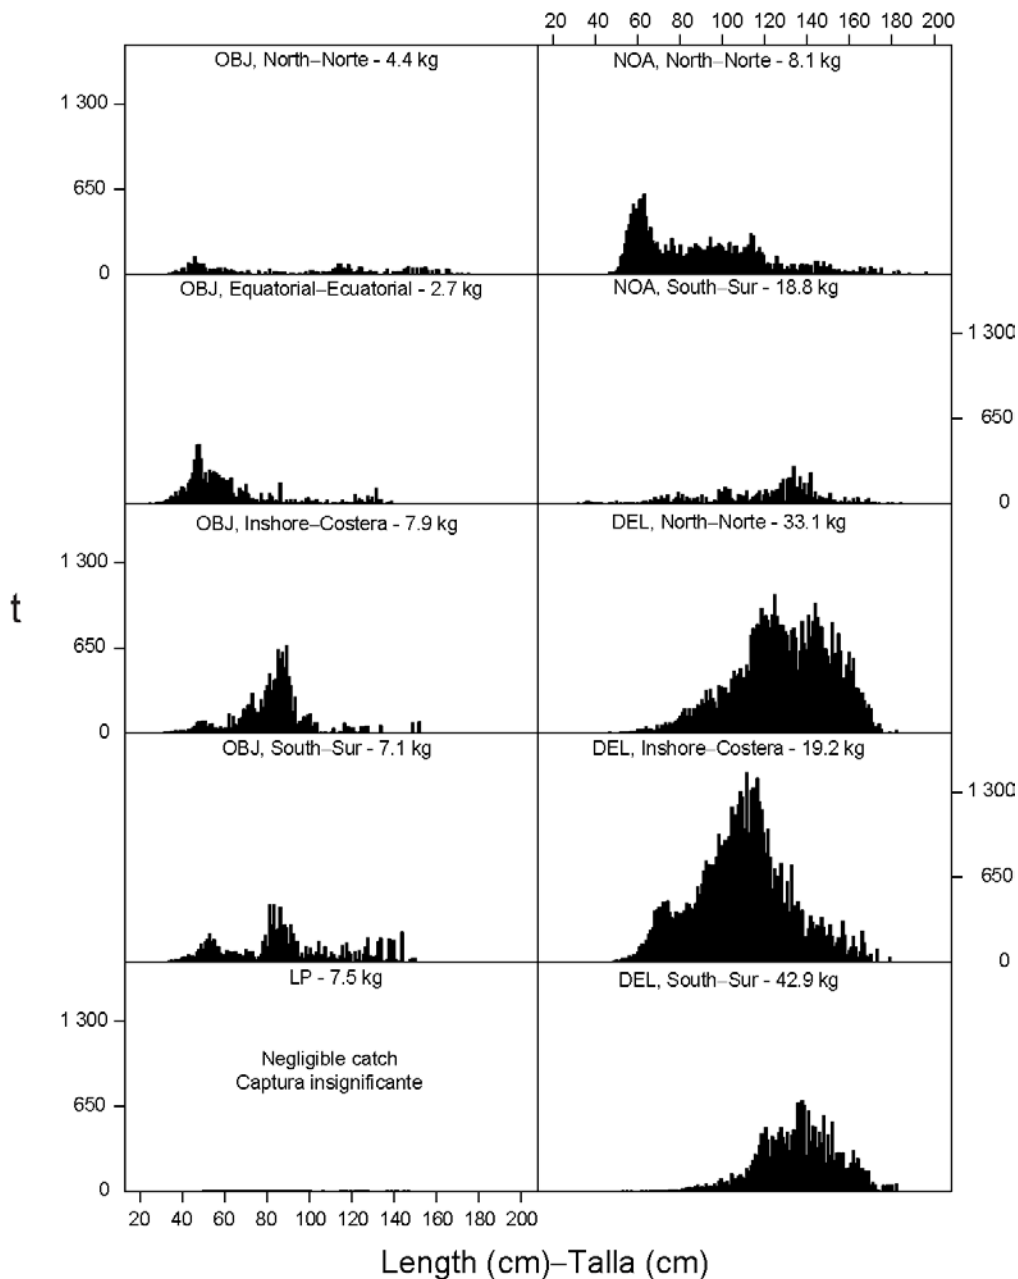 20 40 60 80 100 120 140 160 180 200
OBJ, North–Norte - 4.4 kg
NOA, North–Norte - 8.1 kg
1 300
650
0
OBJ, Equatorial–Ecuatorial - 2.7 kg
NOA, South–Sur - 18.8 kg
1 300
650
0
OBJ, Inshore–Costera - 7.9 kg
DEL, North–Norte - 33.1 kg
1 300
650
0
t
OBJ, South–Sur - 7.1 kg
DEL, Inshore–Costera - 19.2 kg
1 300
650
0
LP - 7.5 kg
DEL, South–Sur - 42.9 kg
1 300
Negligible catch
Captura insignificante
650
0
20 40 60 80 100 120 140 160 180 200
Length (cm)–Talla (cm)